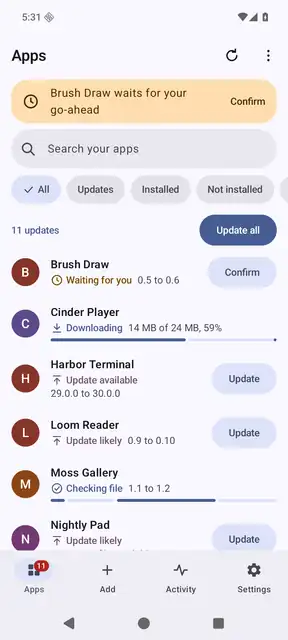 5:31
Apps
Brush Draw waits for your
go-ahead
Confirm
Search your apps
All
Updates
Installed
Not installed
11 updates
Update all
B
Brush Draw
Waiting for you 0.5 to 0.6
Confirm
C
Cinder Player
Downloading 14 MB of 24 MB, 59%
H
Harbor Terminal
Update available
29.0.0 to 30.0.0
Update
L
Loom Reader
Update likely 0.9 to 0.10
Update
M
Moss Gallery
Checking file 1.1 to 1.2
N
Nightly Pad
Update likely
Update
11
Apps
Add
Activity
Settings